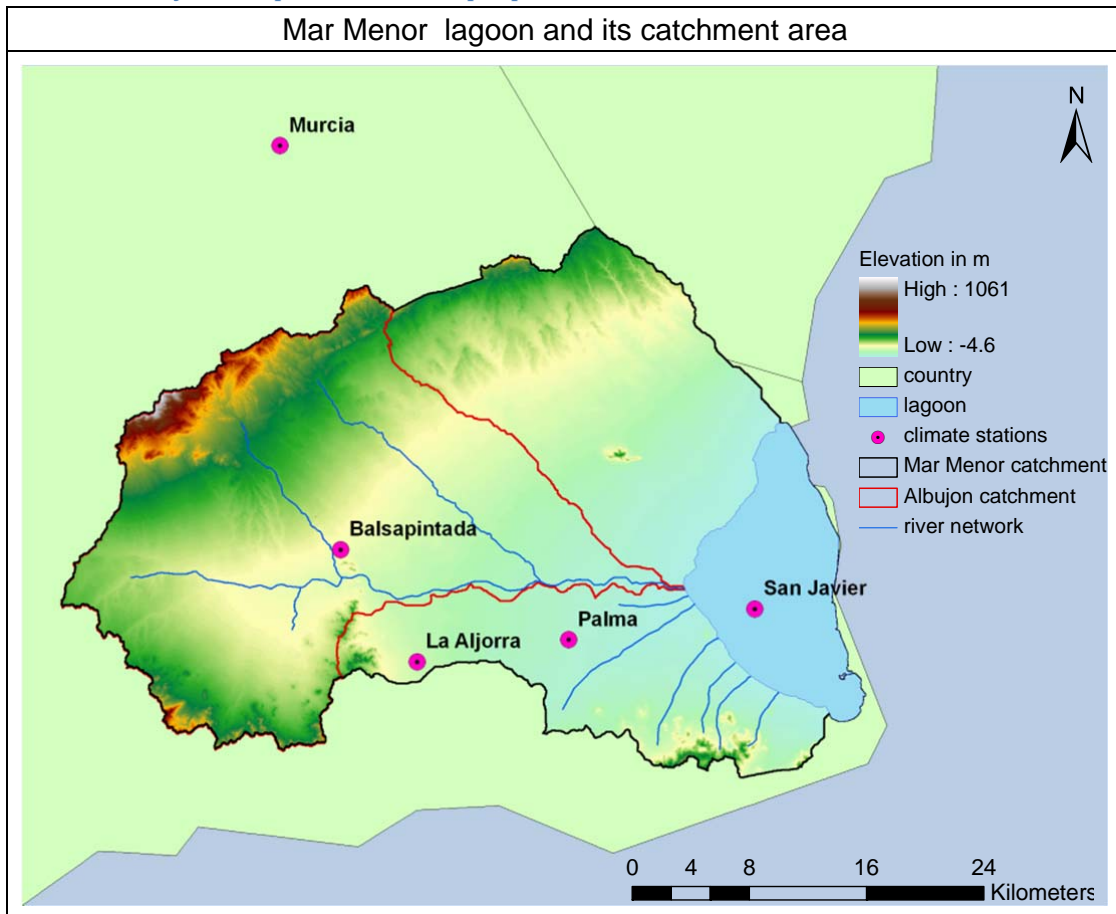 Mar Menor lagoon and its catchment area
Murcia
N
Elevation in m
High : 1061
Low : -4.6
country
lagoon
climate stations
Mar Menor catchment
Albujon catchment
river network
Balsapintada
San Javier
Palma
La Aljorra
0 4 8 16 24
Kilometers